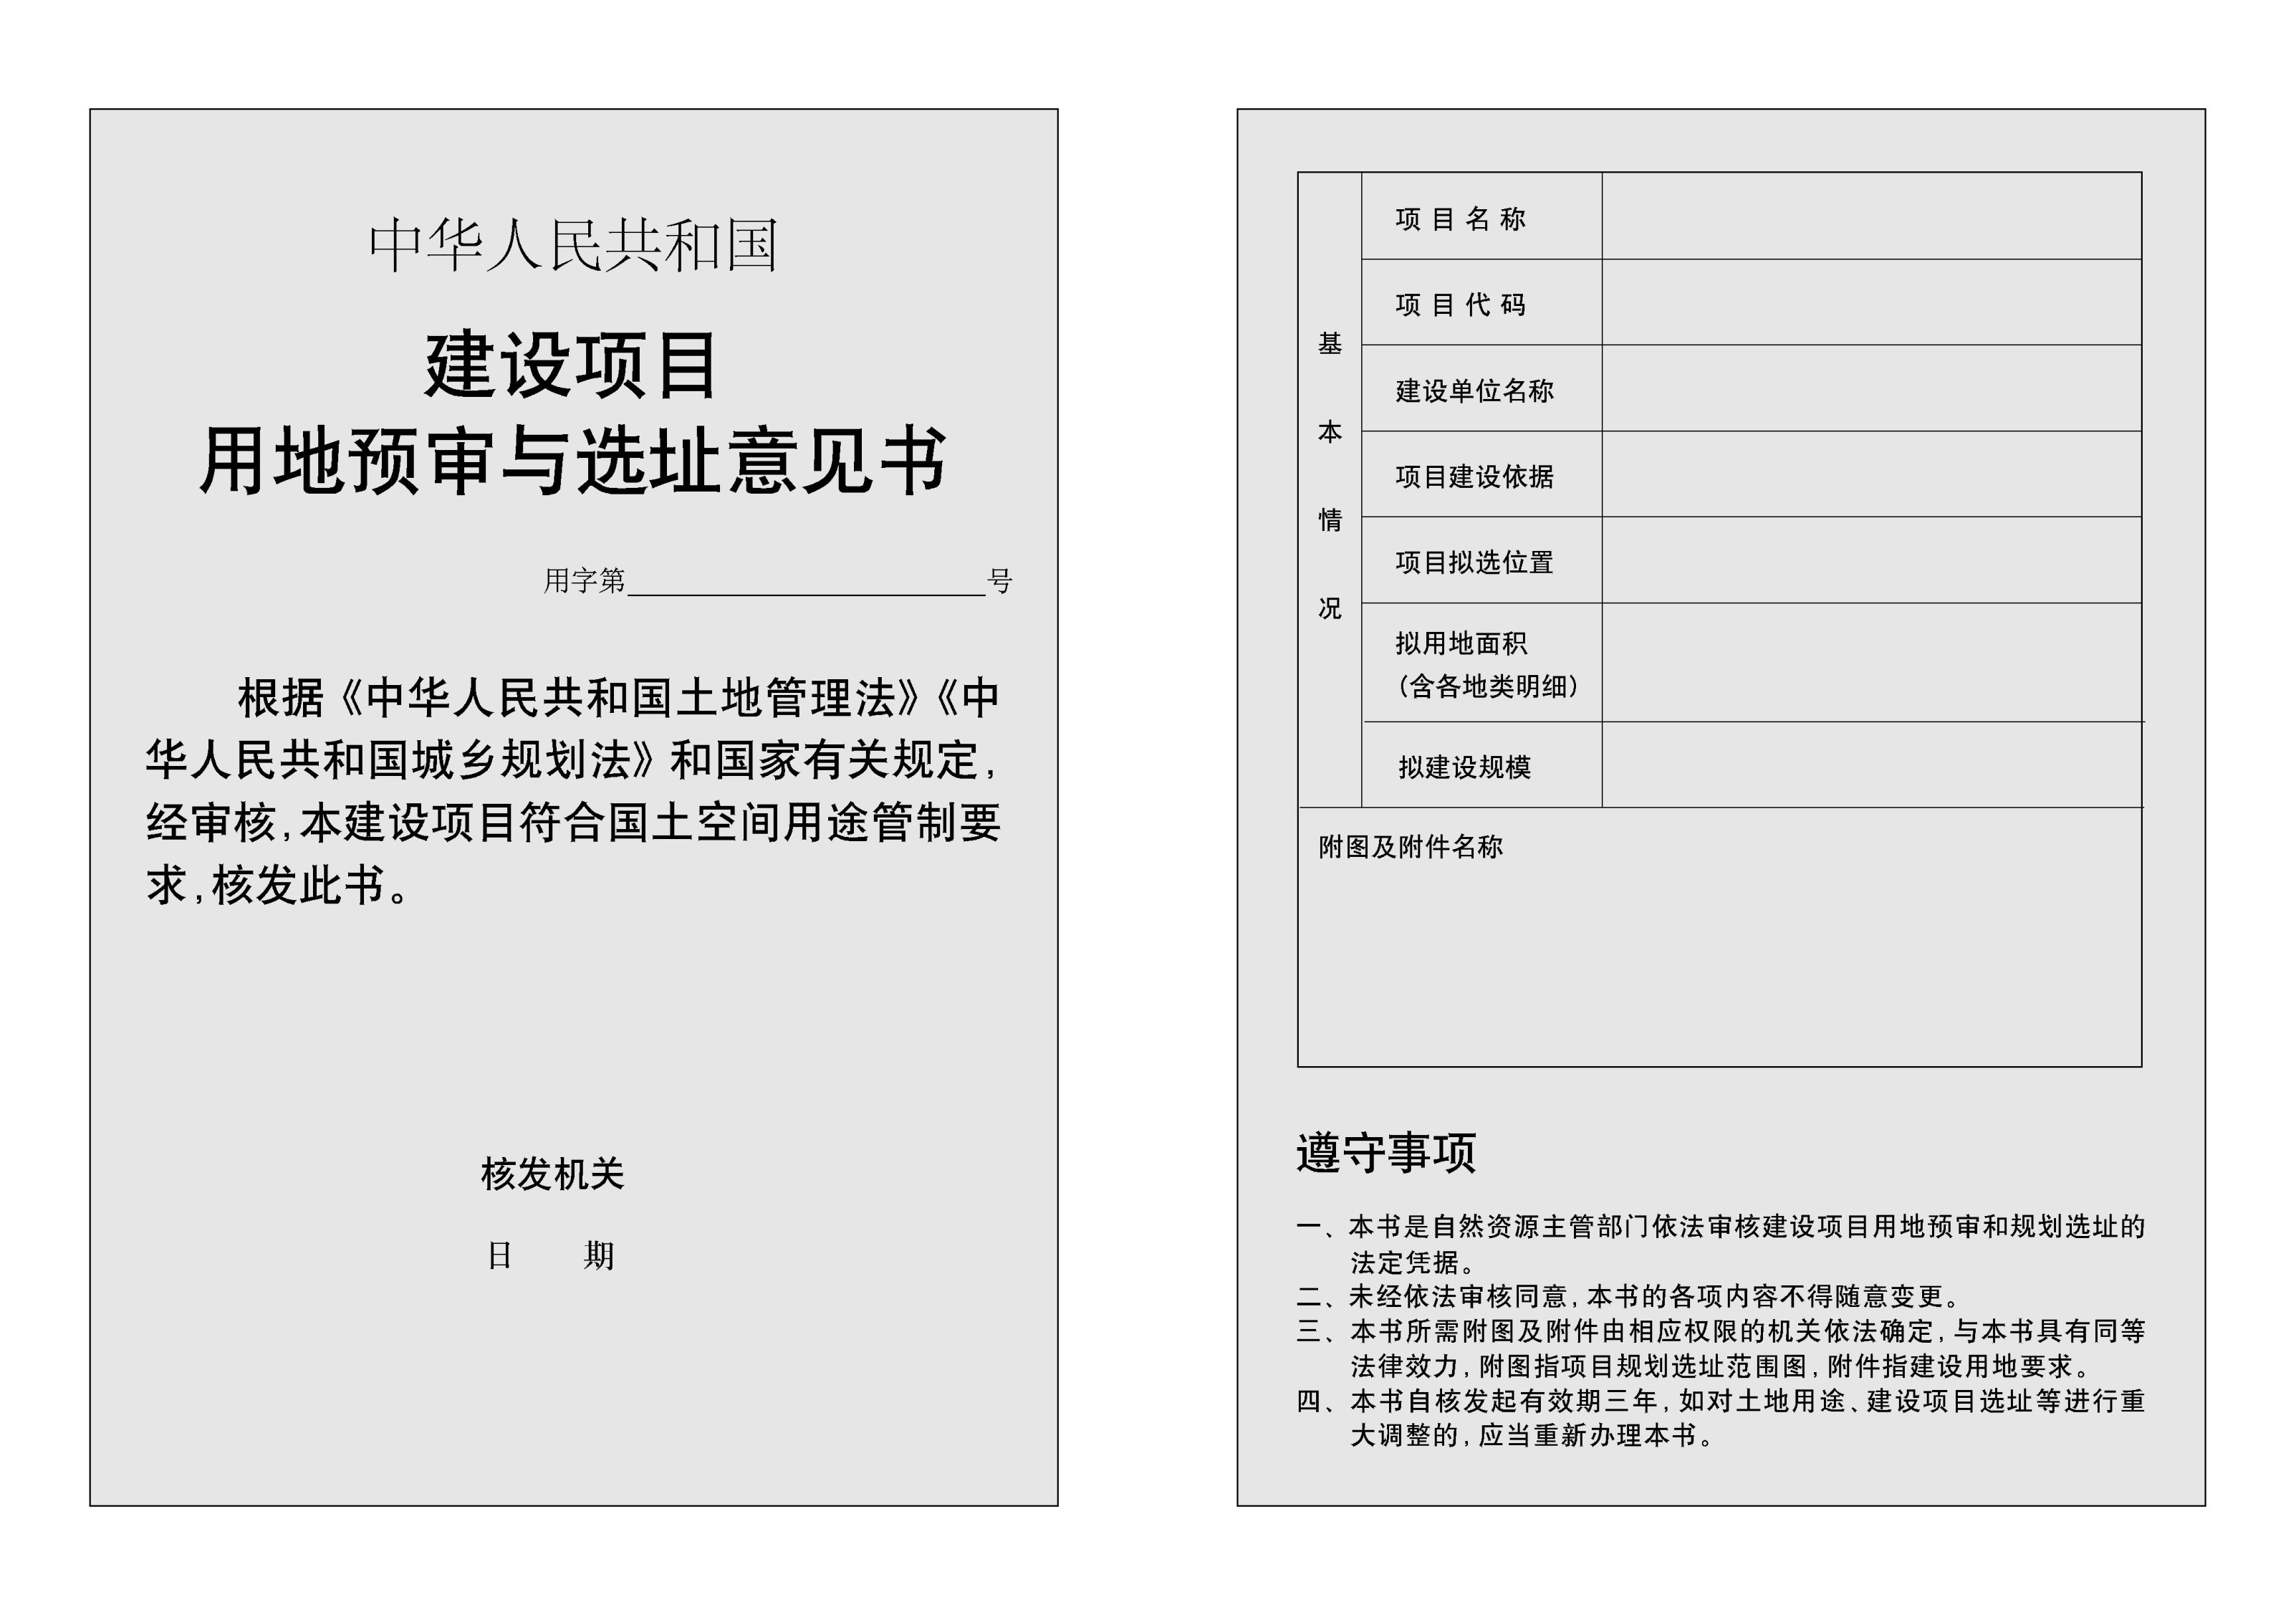 中华人民共和国
建设项目
用地预审与选址意见书
用字第 号
根据《中华人民共和国土地管理法》《中
华人民共和国城乡规划法》和国家有关规定,
经审核,本建设项目符合国土空间用途管制要
求,核发此书。
核发机关
日 期
基本情况
项目名称
项目代码
建设单位名称
项目建设依据
项目拟选位置
拟用地面积
(含各地类明细)
拟建设规模
附图及附件名称
遵守事项
一、本书是自然资源主管部门依法审核建设项目用地预审和规划选址的
法定凭据。
二、未经依法审核同意,本书的各项内容不得随意变更。
三、本书所需附图及附件由相应权限的机关依法确定,与本书具有同等
法律效力,附图指项目规划选址范围图,附件指建设用地要求。
四、本书自核发起有效期三年,如对土地用途、建设项目选址等进行重
大调整的,应当重新办理本书。